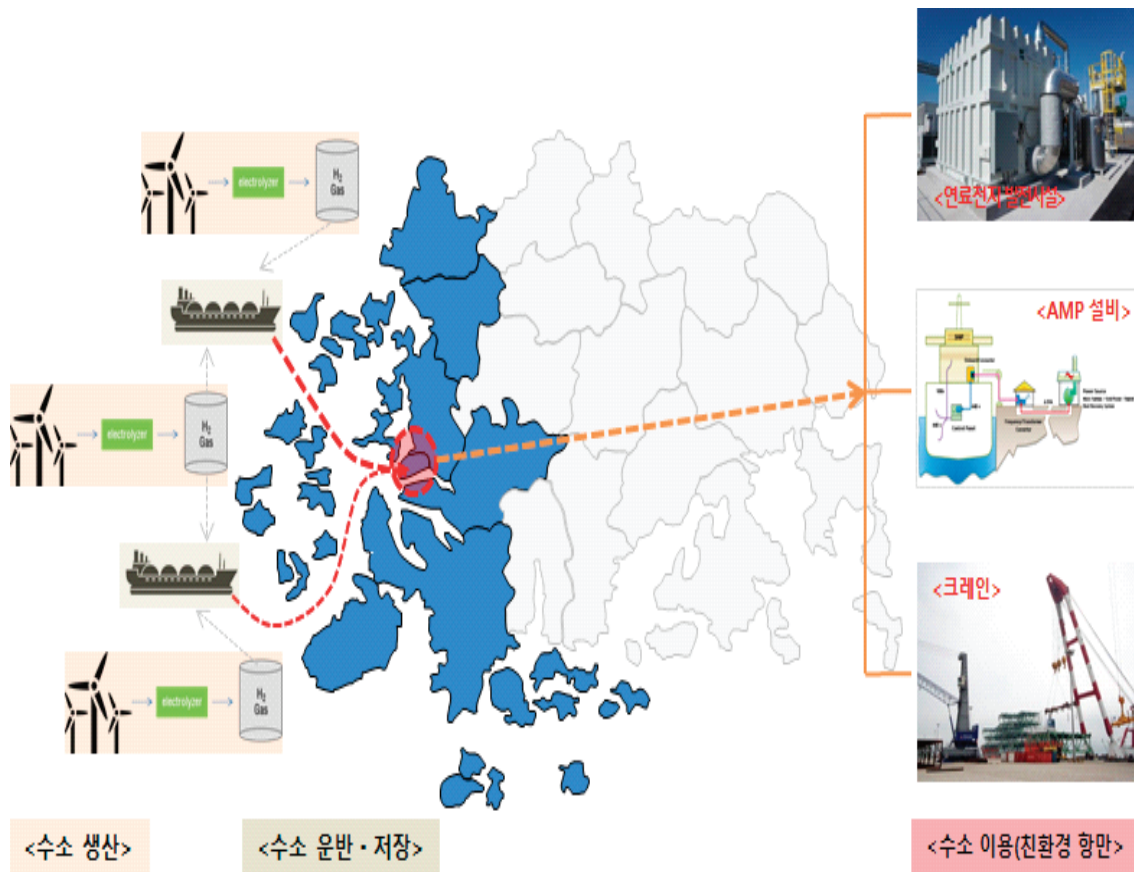 electrolyzer
H₂
Gas
<연료전지 발전시설>
<AMP 설비>
electrolyzer
H₂
Gas
<크레인>
electrolyzer
H₂
Gas
<수소 생산>
<수소 운반·저장>
<수소 이용(친환경 항만>